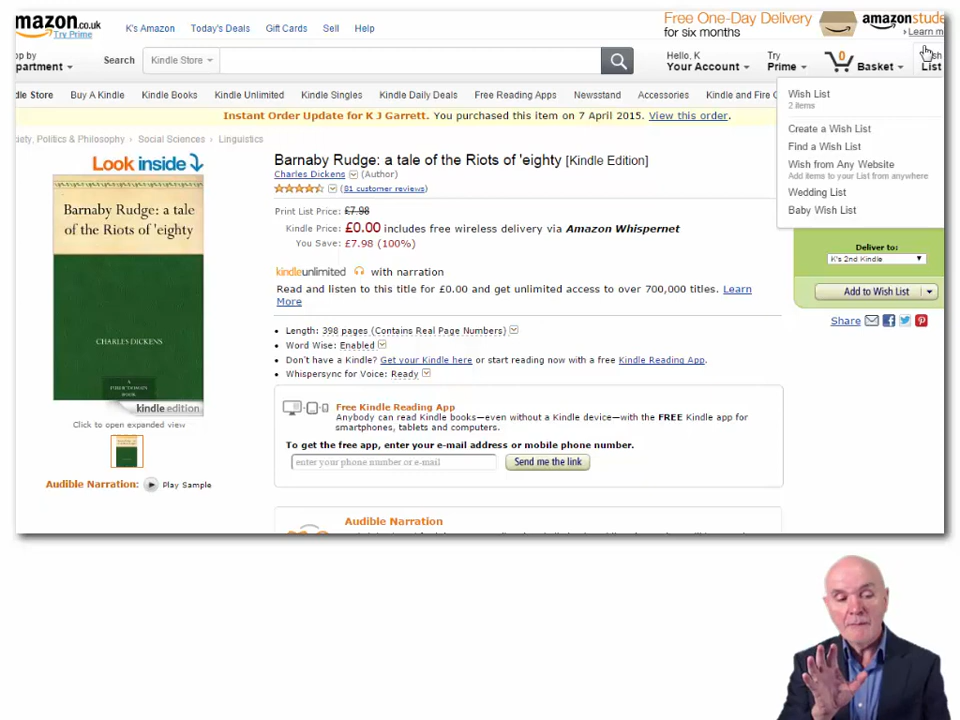 mazon.co.uk
Try Prime
K's Amazon Today's Deals Gift Cards Sell Help
Free One-Day Delivery
for six months
amazonstude
Learn m
op by
partment
Search
Kindle Store
Hello, K
Your Account
Try
Prime
0
Basket
List
dle Store Buy A Kindle Kindle Books Kindle Unlimited Kindle Singles Kindle Daily Deals Free Reading Apps Newsstand Accessories Kindle and Fire C
Wish List
2 items
Create a Wish List
Find a Wish List
Wish from Any Website
Add items to your List from anywhere
Wedding List
Baby Wish List
Instant Order Update for K J Garrett. You purchased this item on 7 April 2015. View this order.
iety, Politics & Philosophy › Social Sciences › Linguistics
Look inside
Barnaby Rudge: a tale
of the Riots of 'eighty
CHARLES DICKENS
A
PUBLIC DOMAIN
BOOK
kindle edition
Click to open expanded view
Audible Narration: Play Sample
Barnaby Rudge: a tale of the Riots of 'eighty [Kindle Edition]
Charles Dickens (Author)
(81 customer reviews)
Print List Price: £7.98
Kindle Price: £0.00 includes free wireless delivery via Amazon Whispernet
You Save: £7.98 (100%)
kindleunlimited with narration
Read and listen to this title for £0.00 and get unlimited access to over 700,000 titles. Learn
More
• Length: 398 pages (Contains Real Page Numbers)
• Word Wise: Enabled
• Don't have a Kindle? Get your Kindle here or start reading now with a free Kindle Reading App.
• Whispersync for Voice: Ready
Free Kindle Reading App
Anybody can read Kindle books—even without a Kindle device—with the FREE Kindle app for
smartphones, tablets and computers.
To get the free app, enter your e-mail address or mobile phone number.
enter your phone number or e-mail
Send me the link
Audible Narration
Deliver to:
K's 2nd Kindle
Add to Wish List
Share